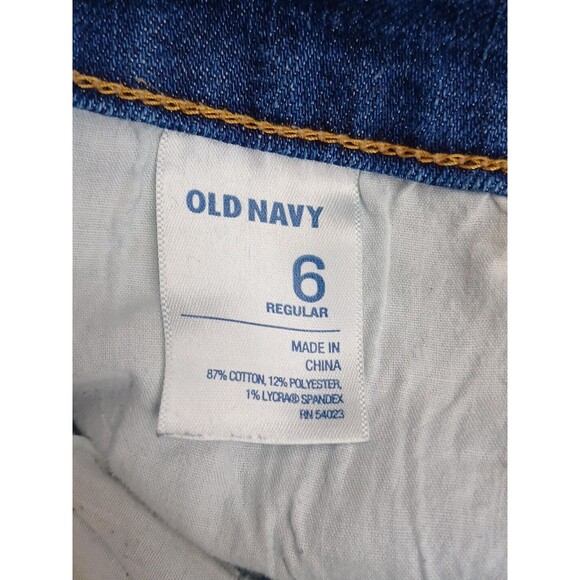 OLD NAVY
6
REGULAR
MADE IN
CHINA
87% COTTON, 12% POLYESTER,
1% LYCRA® SPANDEX
RN 54023